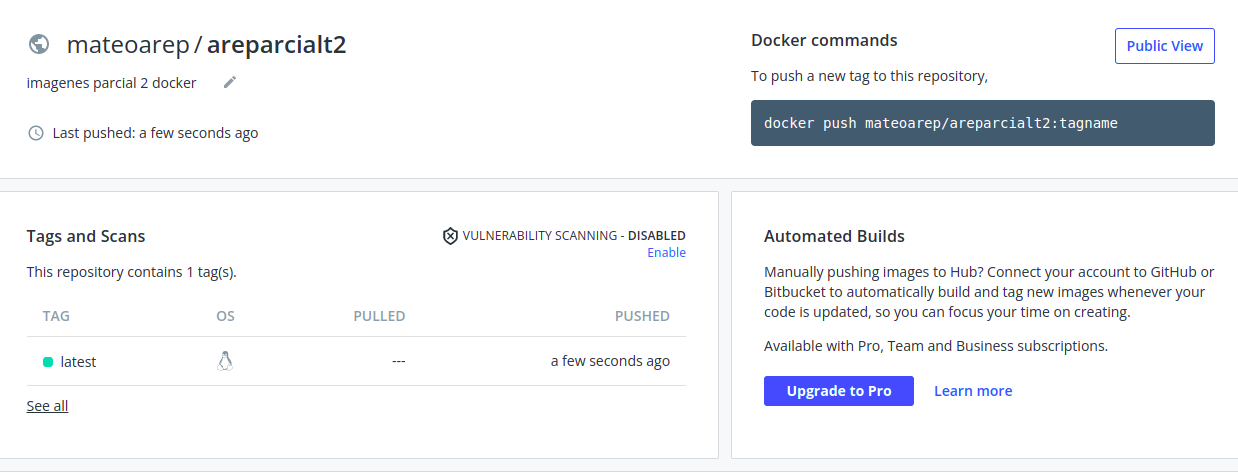 mateoarep / areparcialt2
imagenes parcial 2 docker
Last pushed: a few seconds ago
Docker commands
Public View
To push a new tag to this repository,
docker push mateoarep/areparcialt2:tagname
Tags and Scans
VULNERABILITY SCANNING - DISABLED
Enable
This repository contains 1 tag(s).
TAG OS PULLED PUSHED
latest --- a few seconds ago
See all
Automated Builds
Manually pushing images to Hub? Connect your account to GitHub or
Bitbucket to automatically build and tag new images whenever your
code is updated, so you can focus your time on creating.
Available with Pro, Team and Business subscriptions.
Upgrade to Pro Learn more